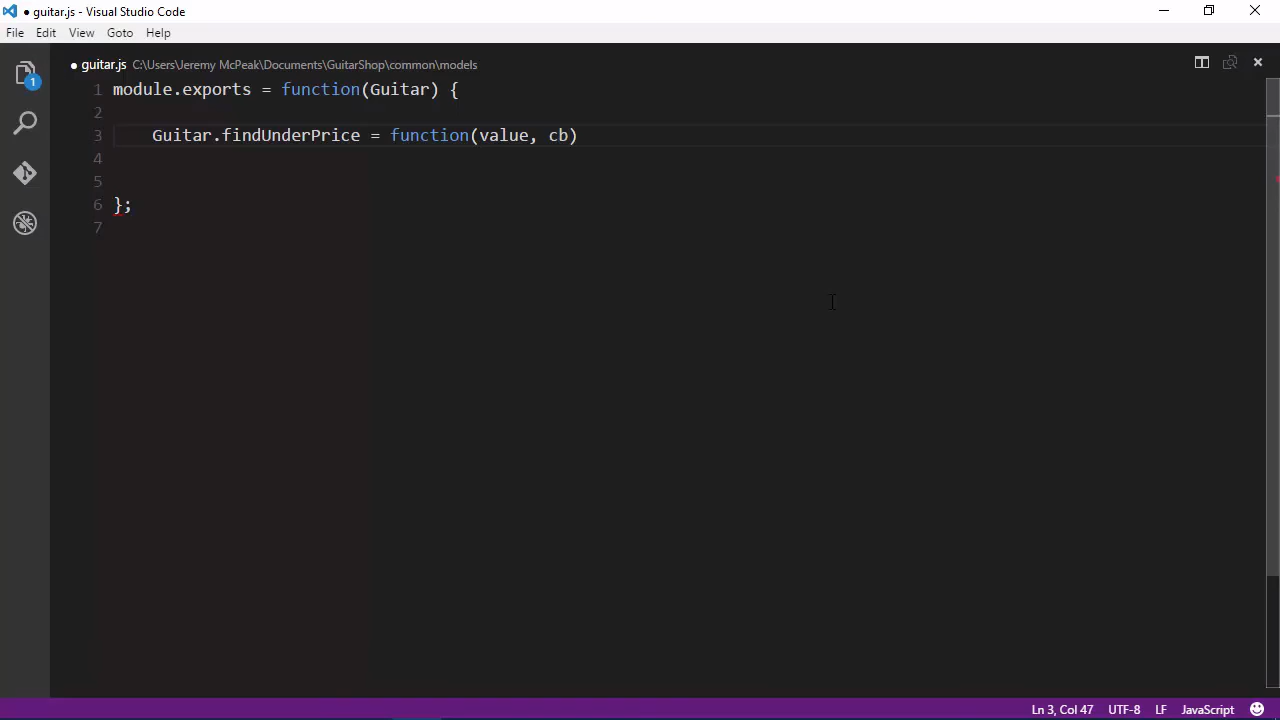 ● guitar.js - Visual Studio Code
File Edit View Goto Help
● guitar.js C:\Users\Jeremy McPeak\Documents\GuitarShop\common\models
1 module.exports = function(Guitar) {
2
3 Guitar.findUnderPrice = function(value, cb)
4
5
6 };
7
1
Ln 3, Col 47 UTF-8 LF JavaScript